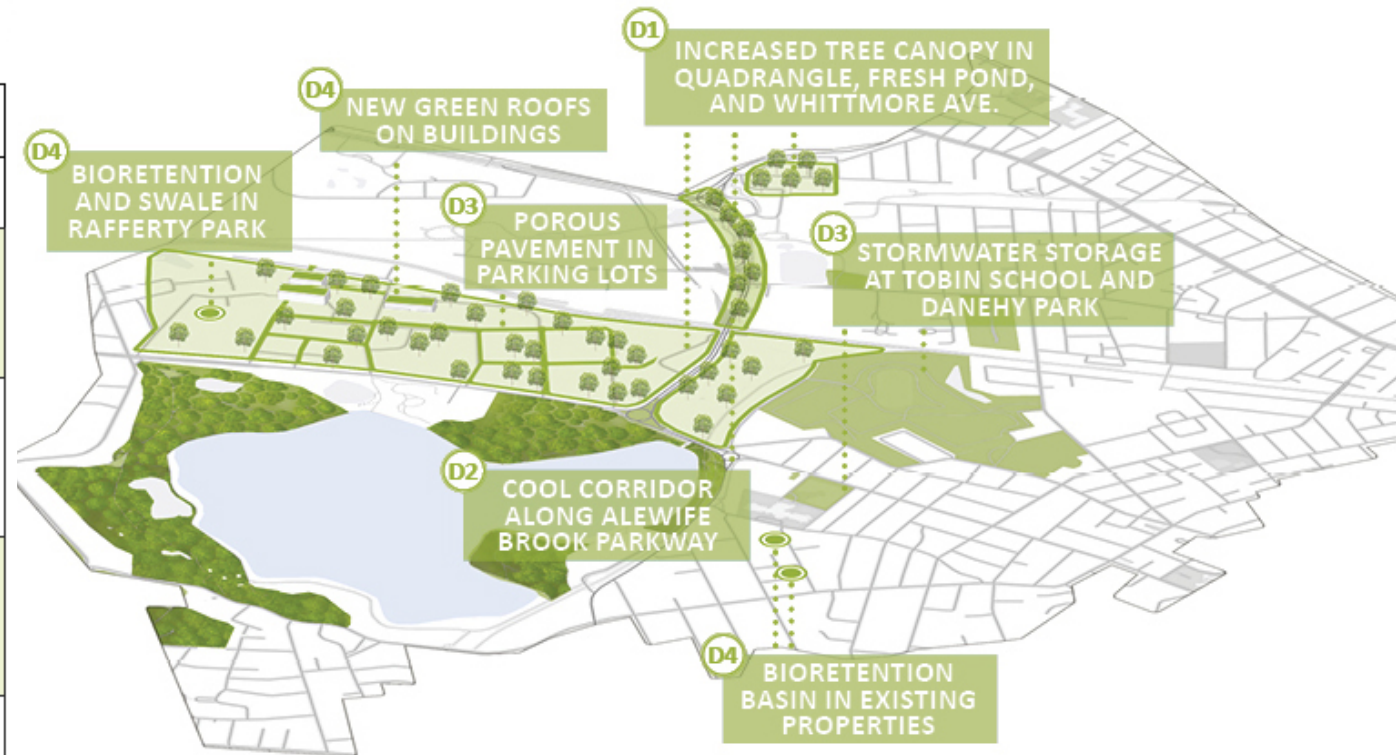 D1
INCREASED TREE CANOPY IN
QUADRANGLE, FRESH POND,
AND WHITTMORE AVE.
D4
NEW GREEN ROOFS
ON BUILDINGS
D4
BIORETENTION
AND SWALE IN
RAFFERTY PARK
D3
POROUS
PAVEMENT IN
PARKING LOTS
D3
STORMWATER STORAGE
AT TOBIN SCHOOL AND
DANEHY PARK
D2
COOL CORRIDOR
ALONG ALEWIFE
BROOK PARKWAY
D4
BIORETENTION
BASIN IN EXISTING
PROPERTIES